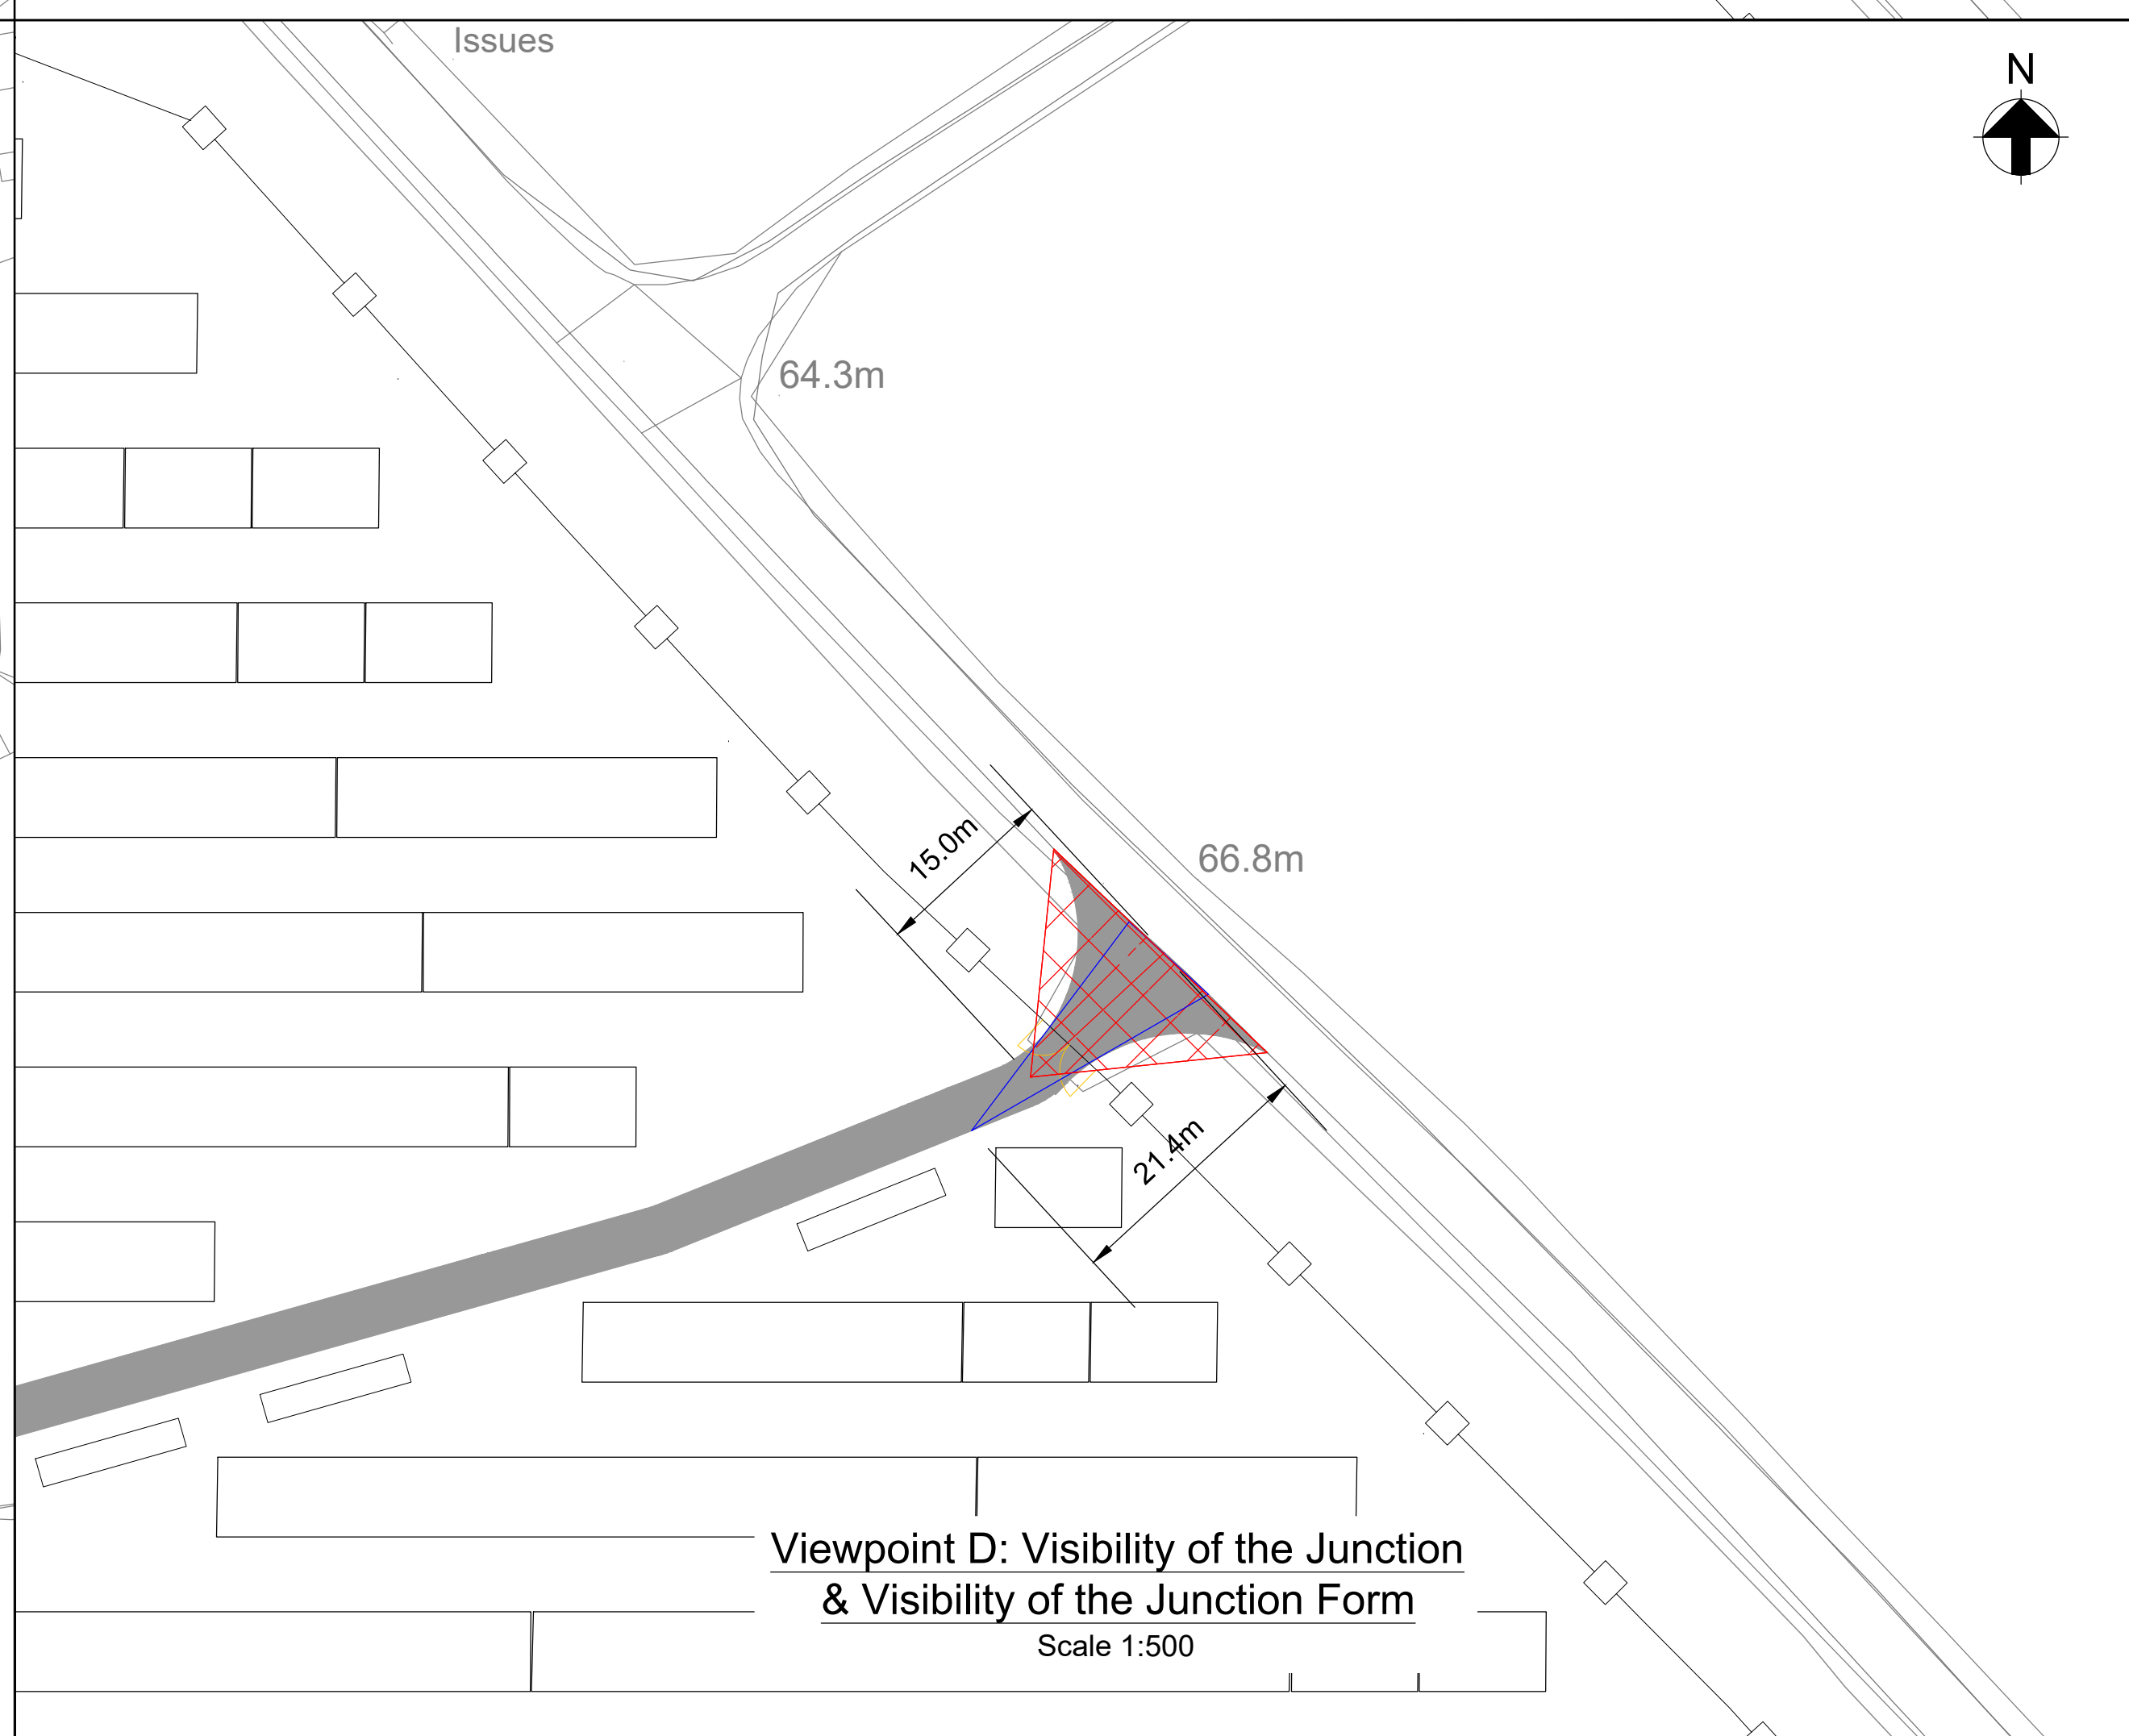 Issues
N
64.3m
15.0m
66.8m
21.4m
Viewpoint D: Visibility of the Junction
& Visibility of the Junction Form
Scale 1:500